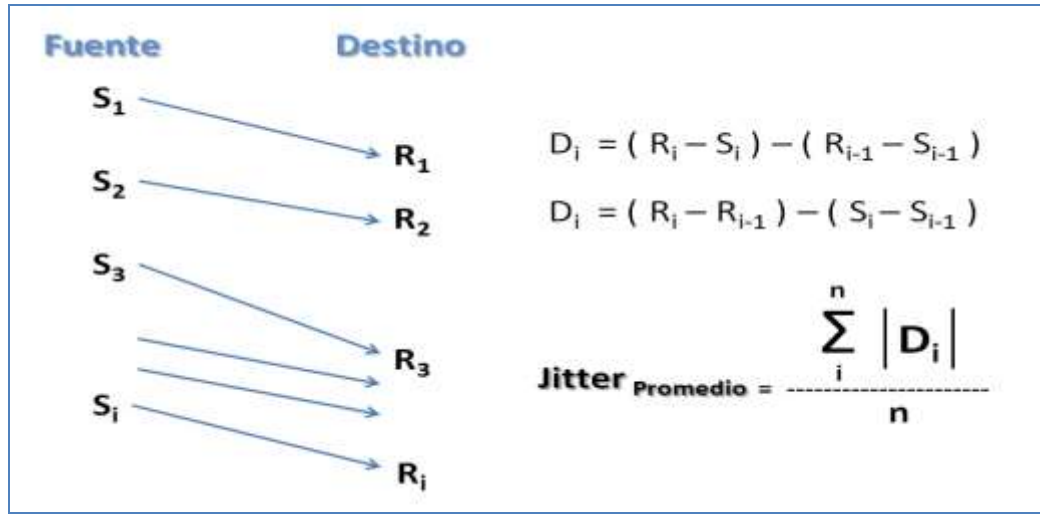 Fuente Destino
S₁
R₁
S₂
R₂
S₃
R₃
Sᵢ
Rᵢ
Dᵢ = ( Rᵢ – Sᵢ ) – ( Rᵢ₋₁ – Sᵢ₋₁ )
Dᵢ = ( Rᵢ – Rᵢ₋₁ ) – ( Sᵢ – Sᵢ₋₁ )
n
Σ |Dᵢ|
i
Jitter Promedio = --------------------
n